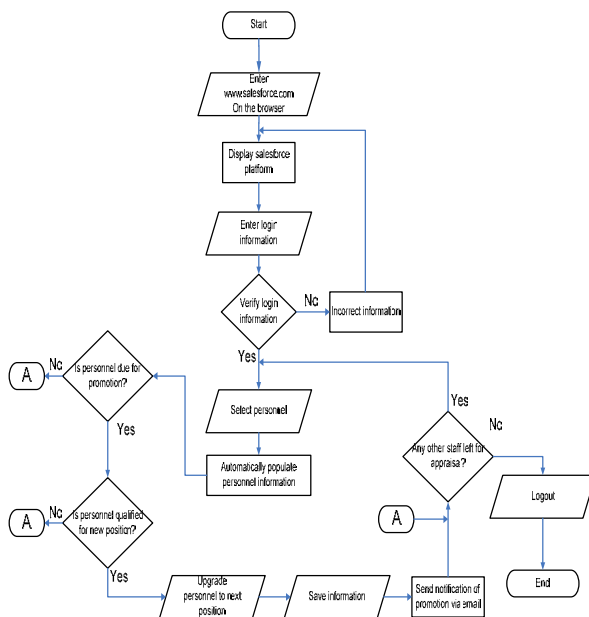 Start
Enter
www.salesforce.com
On the browser
Display salesforce
platform
Enter login
information
Verify login
information
No
Incorrect information
Yes
Select personnel
Automatically populate
personnel information
Is personnel due for
promotion?
No
A
Yes
Is personnel qualified
for new position?
No
A
Yes
Upgrade
personnel to next
position
Save information
Send notification of
promotion via email
A
Any other staff left for
appraisal?
Yes
No
Logout
End